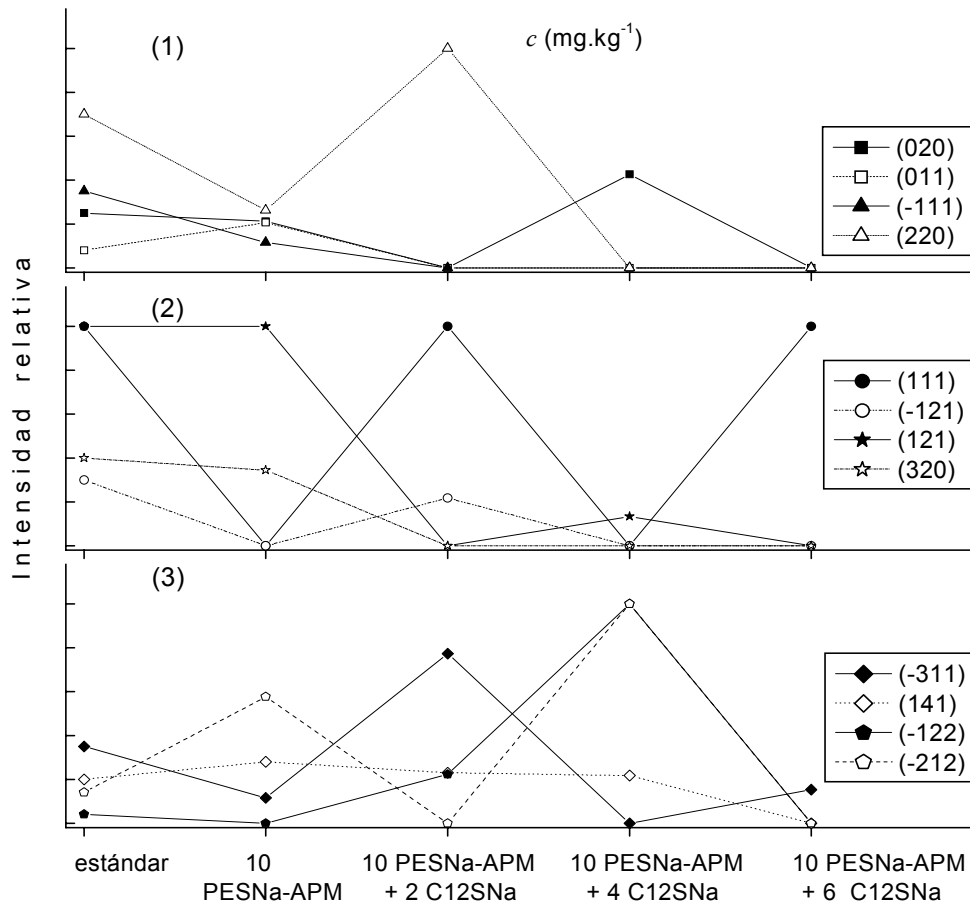 (1)
c (mg.kg-1)
(020)
(011)
(-111)
(220)
Intensidad relativa
(2)
(111)
(-121)
(121)
(320)
(3)
(-311)
(141)
(-122)
(-212)
estándar
10
PESNa-APM
10 PESNa-APM
+ 2 C12SNa
10 PESNa-APM
+ 4 C12SNa
10 PESNa-APM
+ 6 C12SNa